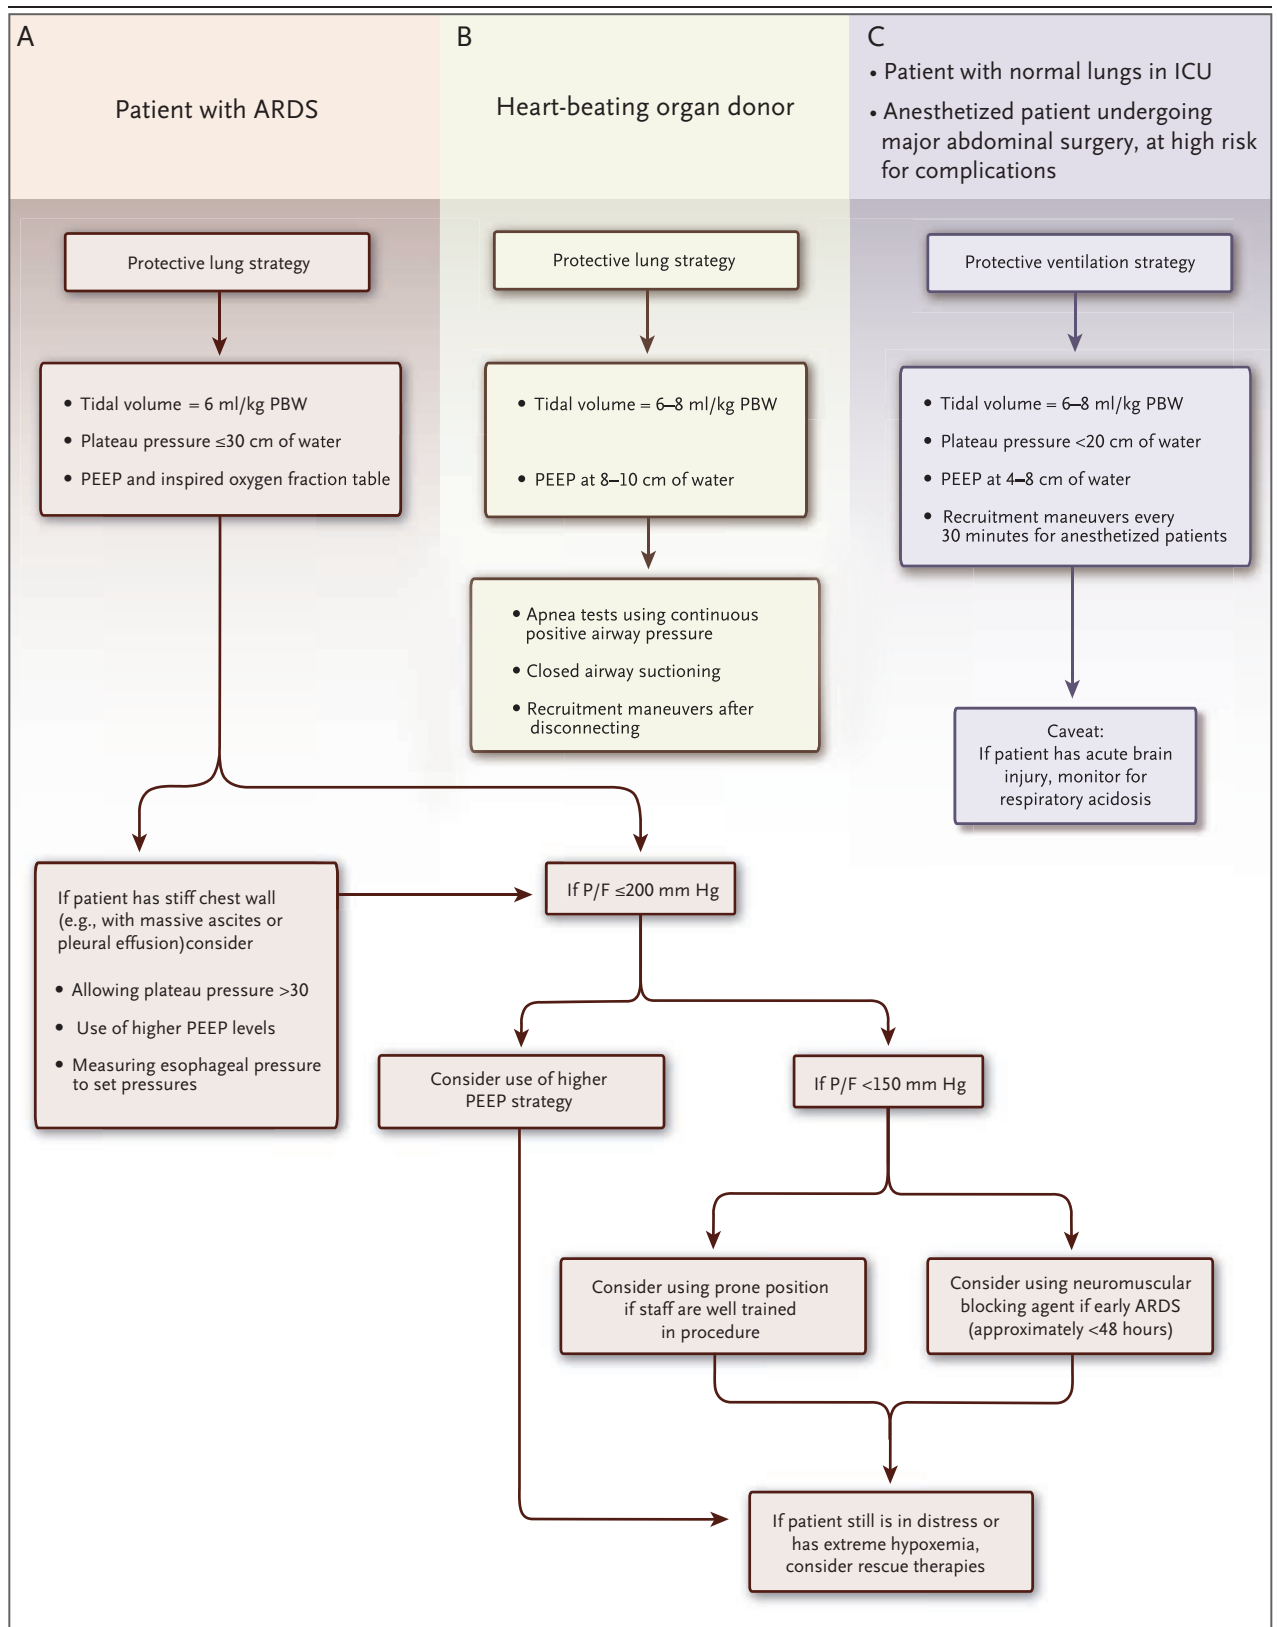 A
Patient with ARDS
B
Heart-beating organ donor
C
• Patient with normal lungs in ICU
• Anesthetized patient undergoing
major abdominal surgery, at high risk
for complications
Protective lung strategy
• Tidal volume = 6 ml/kg PBW
• Plateau pressure ≤30 cm of water
• PEEP and inspired oxygen fraction table
Protective lung strategy
• Tidal volume = 6–8 ml/kg PBW
• PEEP at 8–10 cm of water
• Apnea tests using continuous
positive airway pressure
• Closed airway suctioning
• Recruitment maneuvers after
disconnecting
Protective ventilation strategy
• Tidal volume = 6–8 ml/kg PBW
• Plateau pressure <20 cm of water
• PEEP at 4–8 cm of water
• Recruitment maneuvers every
30 minutes for anesthetized patients
Caveat:
If patient has acute brain
injury, monitor for
respiratory acidosis
If patient has stiff chest wall
(e.g., with massive ascites or
pleural effusion)consider
• Allowing plateau pressure >30
• Use of higher PEEP levels
• Measuring esophageal pressure
to set pressures
If P/F ≤200 mm Hg
Consider use of higher
PEEP strategy
If P/F <150 mm Hg
Consider using prone position
if staff are well trained
in procedure
Consider using neuromuscular
blocking agent if early ARDS
(approximately <48 hours)
If patient still is in distress or
has extreme hypoxemia,
consider rescue therapies